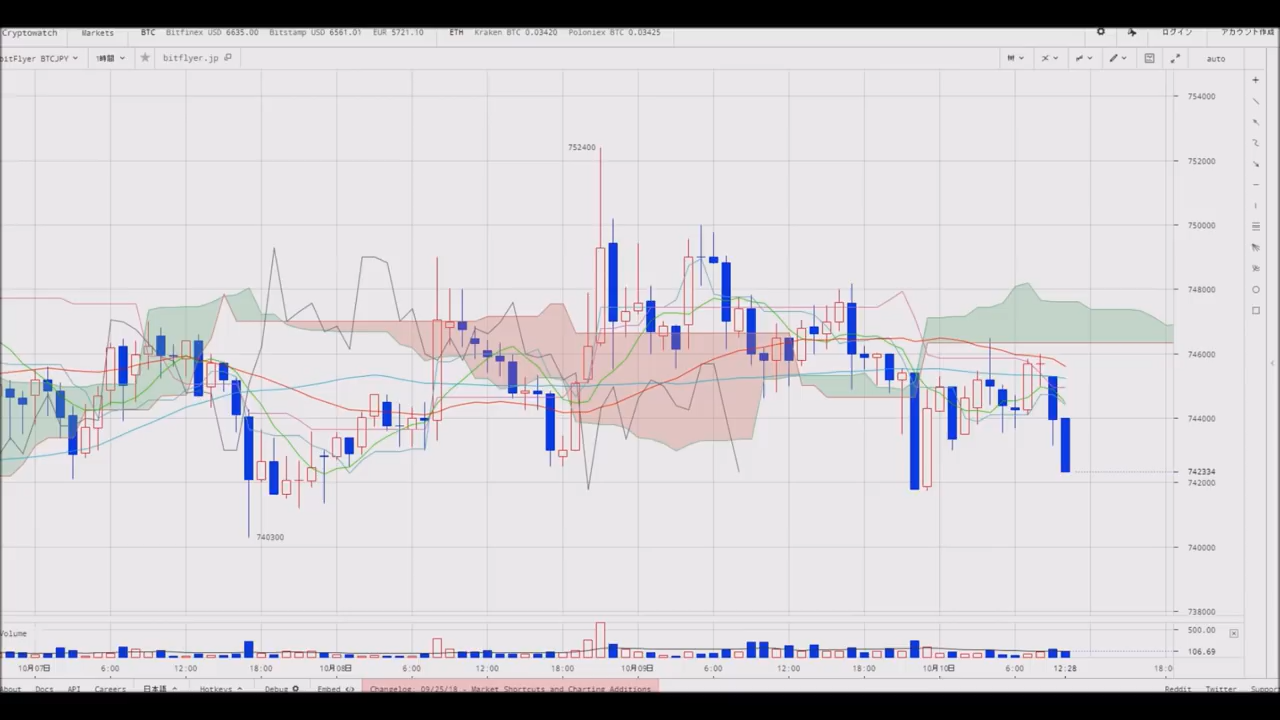 Cryptowatch Markets BTC Bitfinex USD 6635.00 Bitstamp USD 6561.01 EUR 5721.10 ETH Kraken BTC 0.03420 Poloniex BTC 0.03425 ログイン アカウント作成
bitFlyer BTCJPY 1時間 bitflyer.jp auto
754000
752400
752000
750000
748000
746000
744000
742334
742000
740300
740000
738000
Volume
500.00
106.69
10月07日 6:00 12:00 18:00 10月08日 6:00 12:00 18:00 10月09日 6:00 12:00 18:00 10月10日 6:00 12:28 18:0
About Docs API Careers 日本語 Hotkeys Debug Embed Changelog: 09/25/18 - Market Shortcuts and Charting Additions Reddit Twitter Support